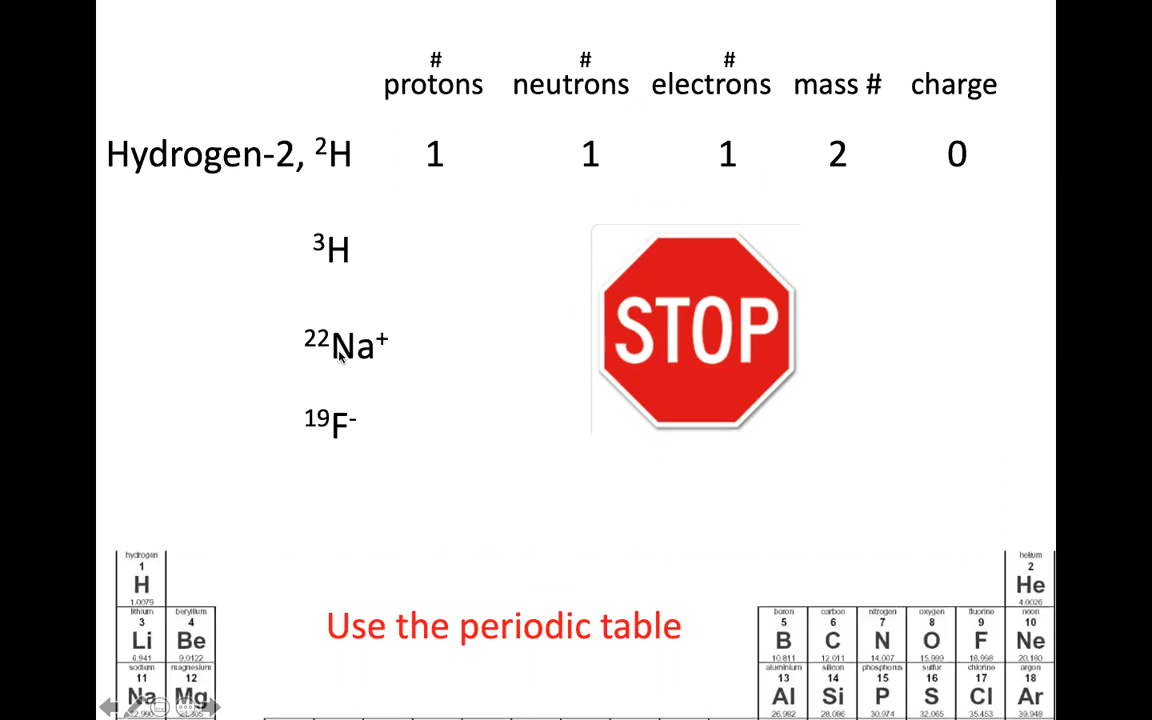 # # #
protons neutrons electrons mass # charge
Hydrogen-2, ²H 1 1 1 2 0
³H
STOP
²²Na⁺
¹⁹F⁻
hydrogen helium
1 2
H He
1.0079 4.0026
lithium beryllium boron carbon nitrogen oxygen fluorine neon
3 4 5 6 7 8 9 10
Use the periodic table
Li Be B C N O F Ne
6.941 9.0122 10.811 12.011 14.007 15.999 18.998 20.180
sodium magnesium aluminium silicon phosphorus sulfur chlorine argon
11 12 13 14 15 16 17 18
Na Mg Al Si P S Cl Ar
22.990 24.305 26.982 28.086 30.974 32.065 35.453 39.948